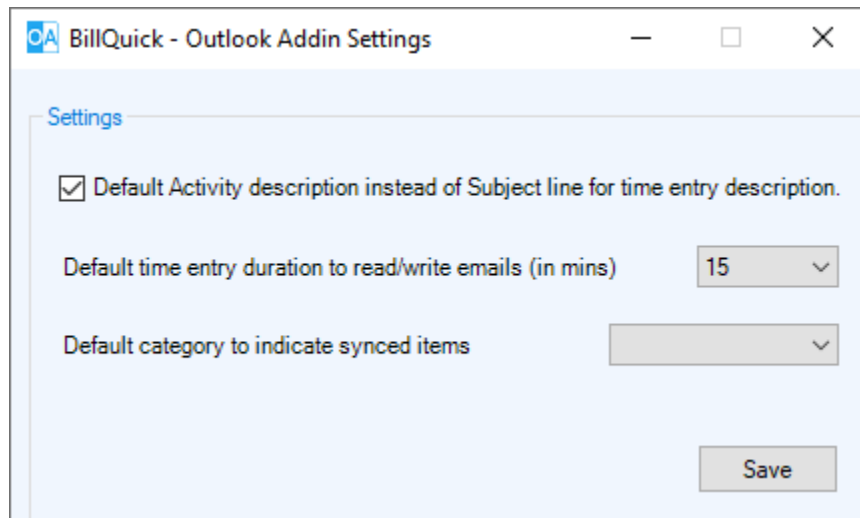 OA BillQuick - Outlook Addin Settings
Settings
Default Activity description instead of Subject line for time entry description.
Default time entry duration to read/write emails (in mins) 15
Default category to indicate synced items
Save